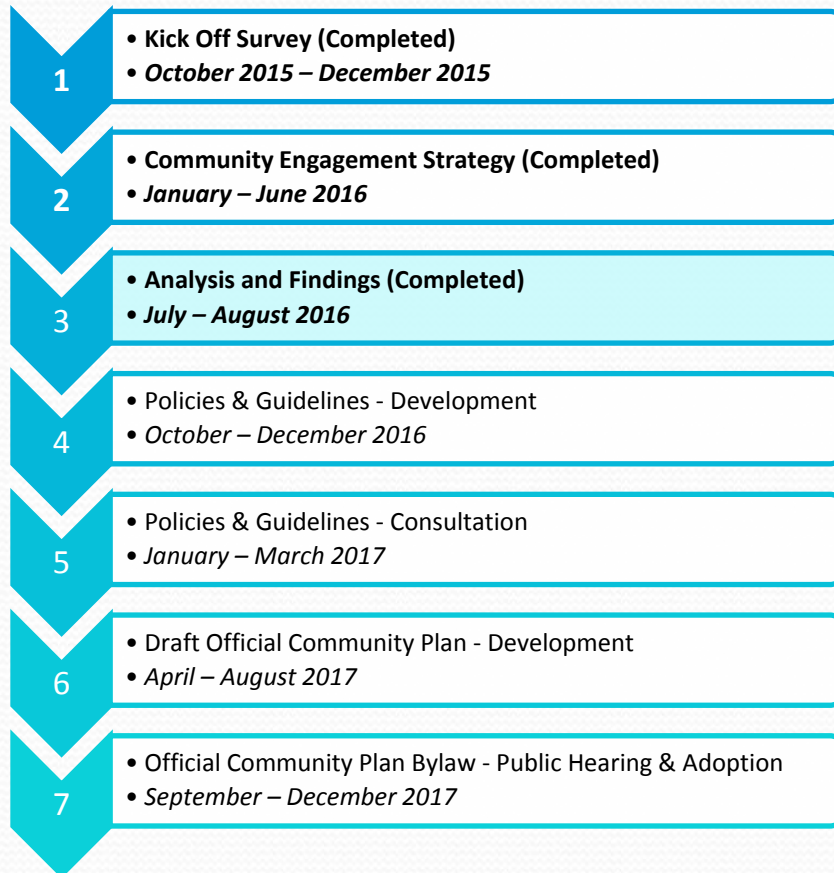 1
• Kick Off Survey (Completed)
• October 2015 – December 2015
2
• Community Engagement Strategy (Completed)
• January – June 2016
3
• Analysis and Findings (Completed)
• July – August 2016
4
• Policies & Guidelines - Development
• October – December 2016
5
• Policies & Guidelines - Consultation
• January – March 2017
6
• Draft Official Community Plan - Development
• April – August 2017
7
• Official Community Plan Bylaw - Public Hearing & Adoption
• September – December 2017